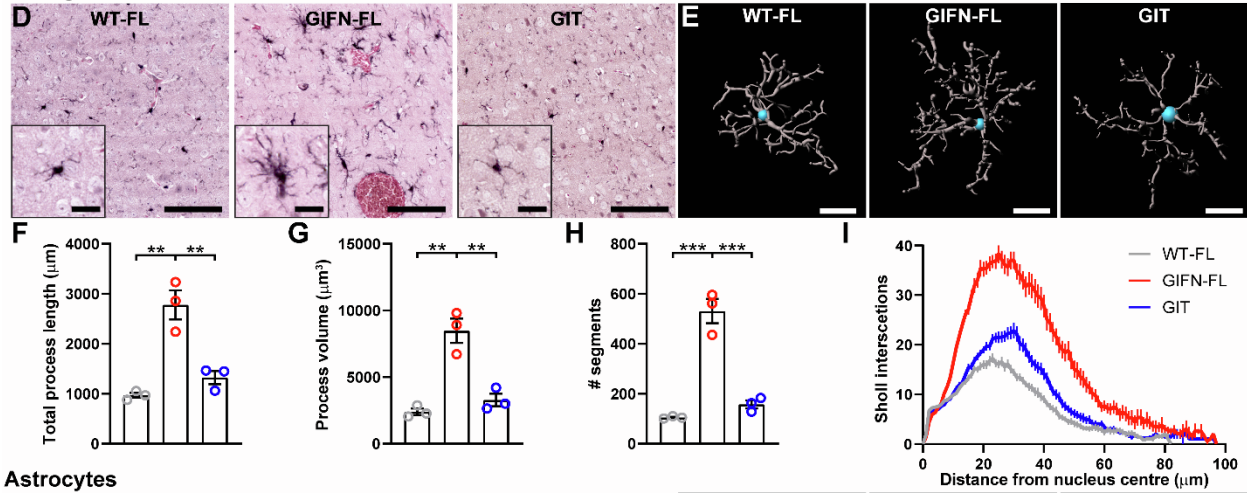 D WT-FL GIFN-FL GIT
E WT-FL GIFN-FL GIT
F
Total process length (μm)
4000
3000
2000
1000
0
** **
G
Process volume (μm³)
15000
10000
5000
0
** **
H
# segments
800
600
400
200
0
*** ***
I
Sholl interscetions
40
30
20
10
0
0 20 40 60 80 100
Distance from nucleus centre (μm)
WT-FL
GIFN-FL
GIT
Astrocytes